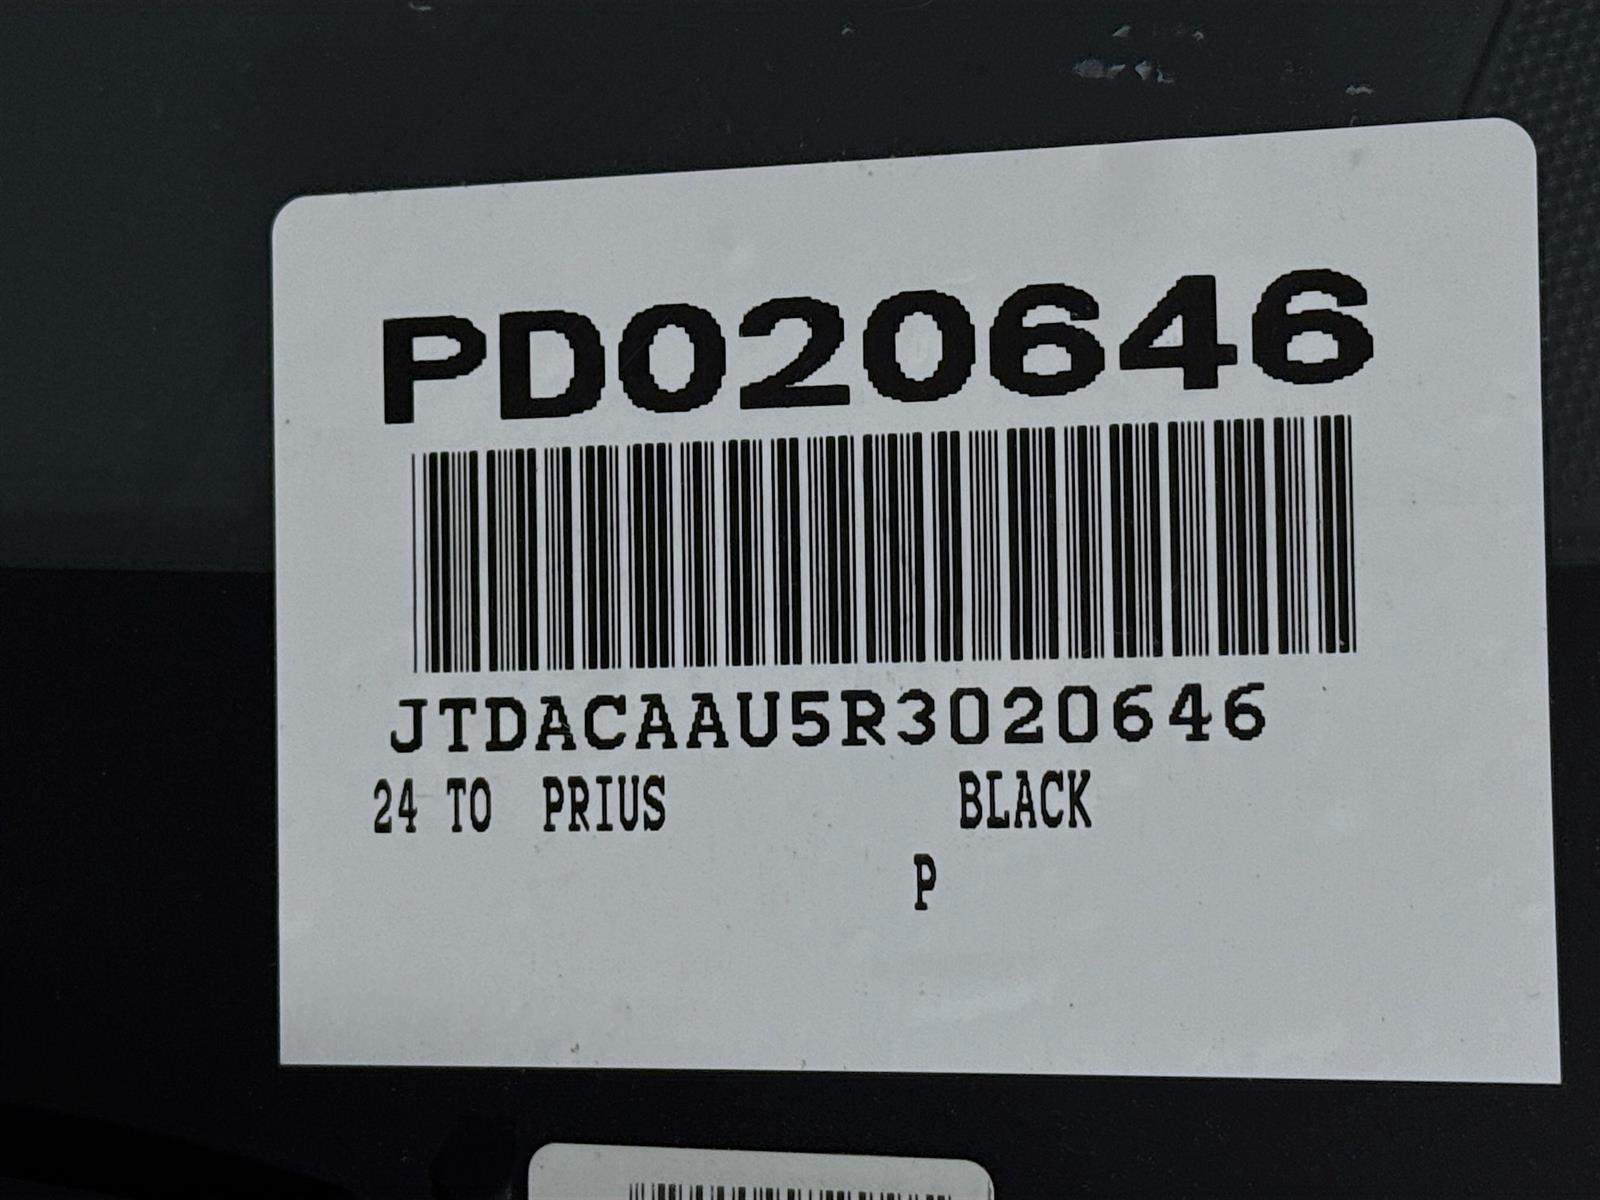 PD020646
JTDACAAU5R3020646
24 TO PRIUS BLACK
P